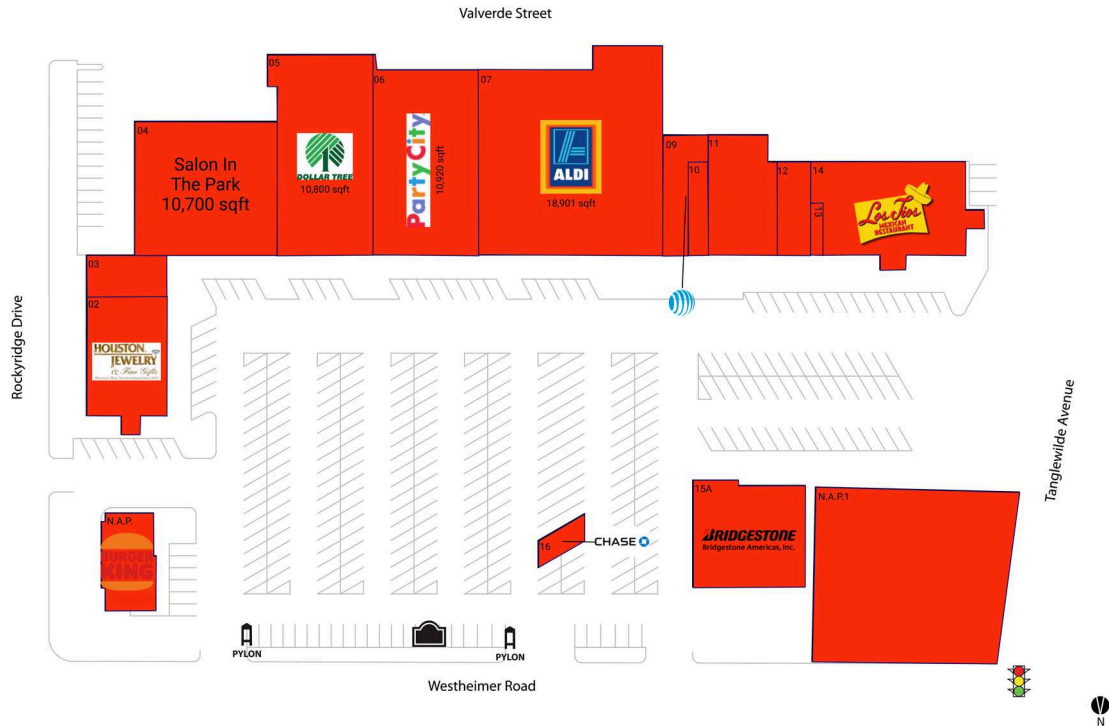 Valverde Street
05
06
07
04
Salon In
The Park
10,700 sqft
DOLLAR TREE
10,800 sqft
Party City
10,920 sqft
ALDI
18,901 sqft
09
10
11
12
13
14
Los Tios
MEXICAN
RESTAURANT
03
02
HOUSTON
JEWELRY
& Fine Gifts
Rockyridge Drive
Tanglewilde Avenue
15A
BRIDGESTONE
Bridgestone Americas, Inc.
N.A.P.1
N.A.P.
BURGER
KING
16
CHASE
PYLON
PYLON
Westheimer Road
N